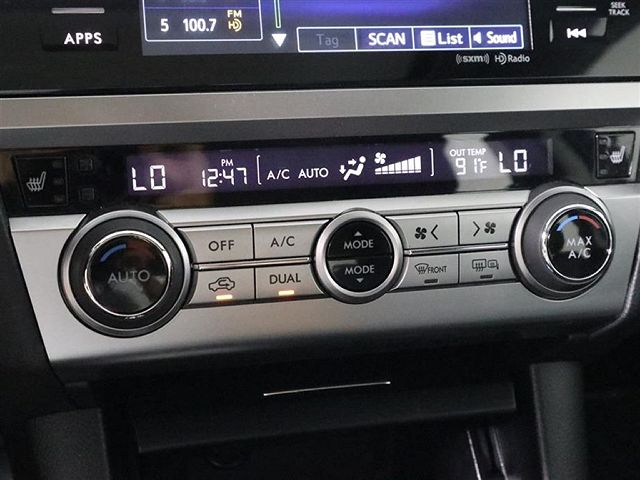 APPS
5 100.7 FM HD
Tag SCAN List Sound
SEEK TRACK
sxm HD Radio
LO PM 12:47 A/C AUTO OUT TEMP 91°F LO
AUTO
OFF A/C
DUAL
MODE
MODE
FRONT
MAX A/C